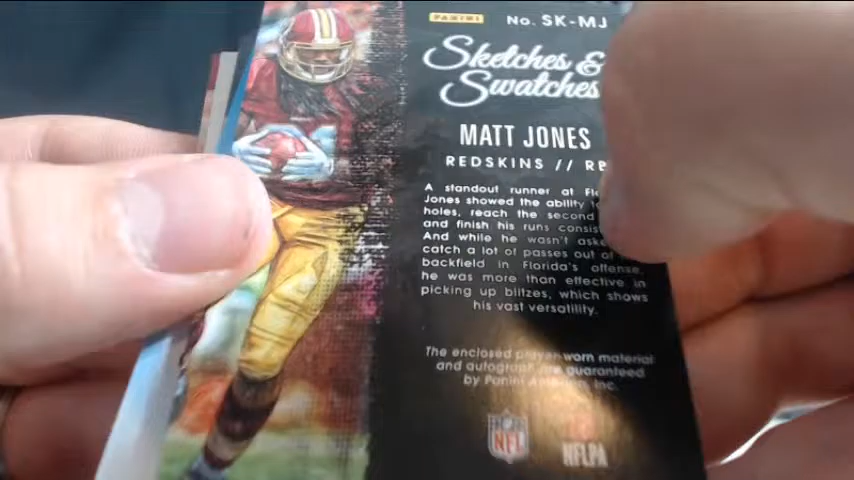 PANINI No. SK-MJ
Sketches &
Swatches
MATT JONES
REDSKINS // RB
A standout runner at
Jones showed the ability
holes, reach the second
and finish his runs
And while he wasn't
catch a lot of passes out of
backfield in Florida's offense,
he was more than effective in
picking up blitzes, which shows
his vast versatility.
The enclosed player-worn material
and autograph are guaranteed
by Panini America, Inc.
NFL NFLPA